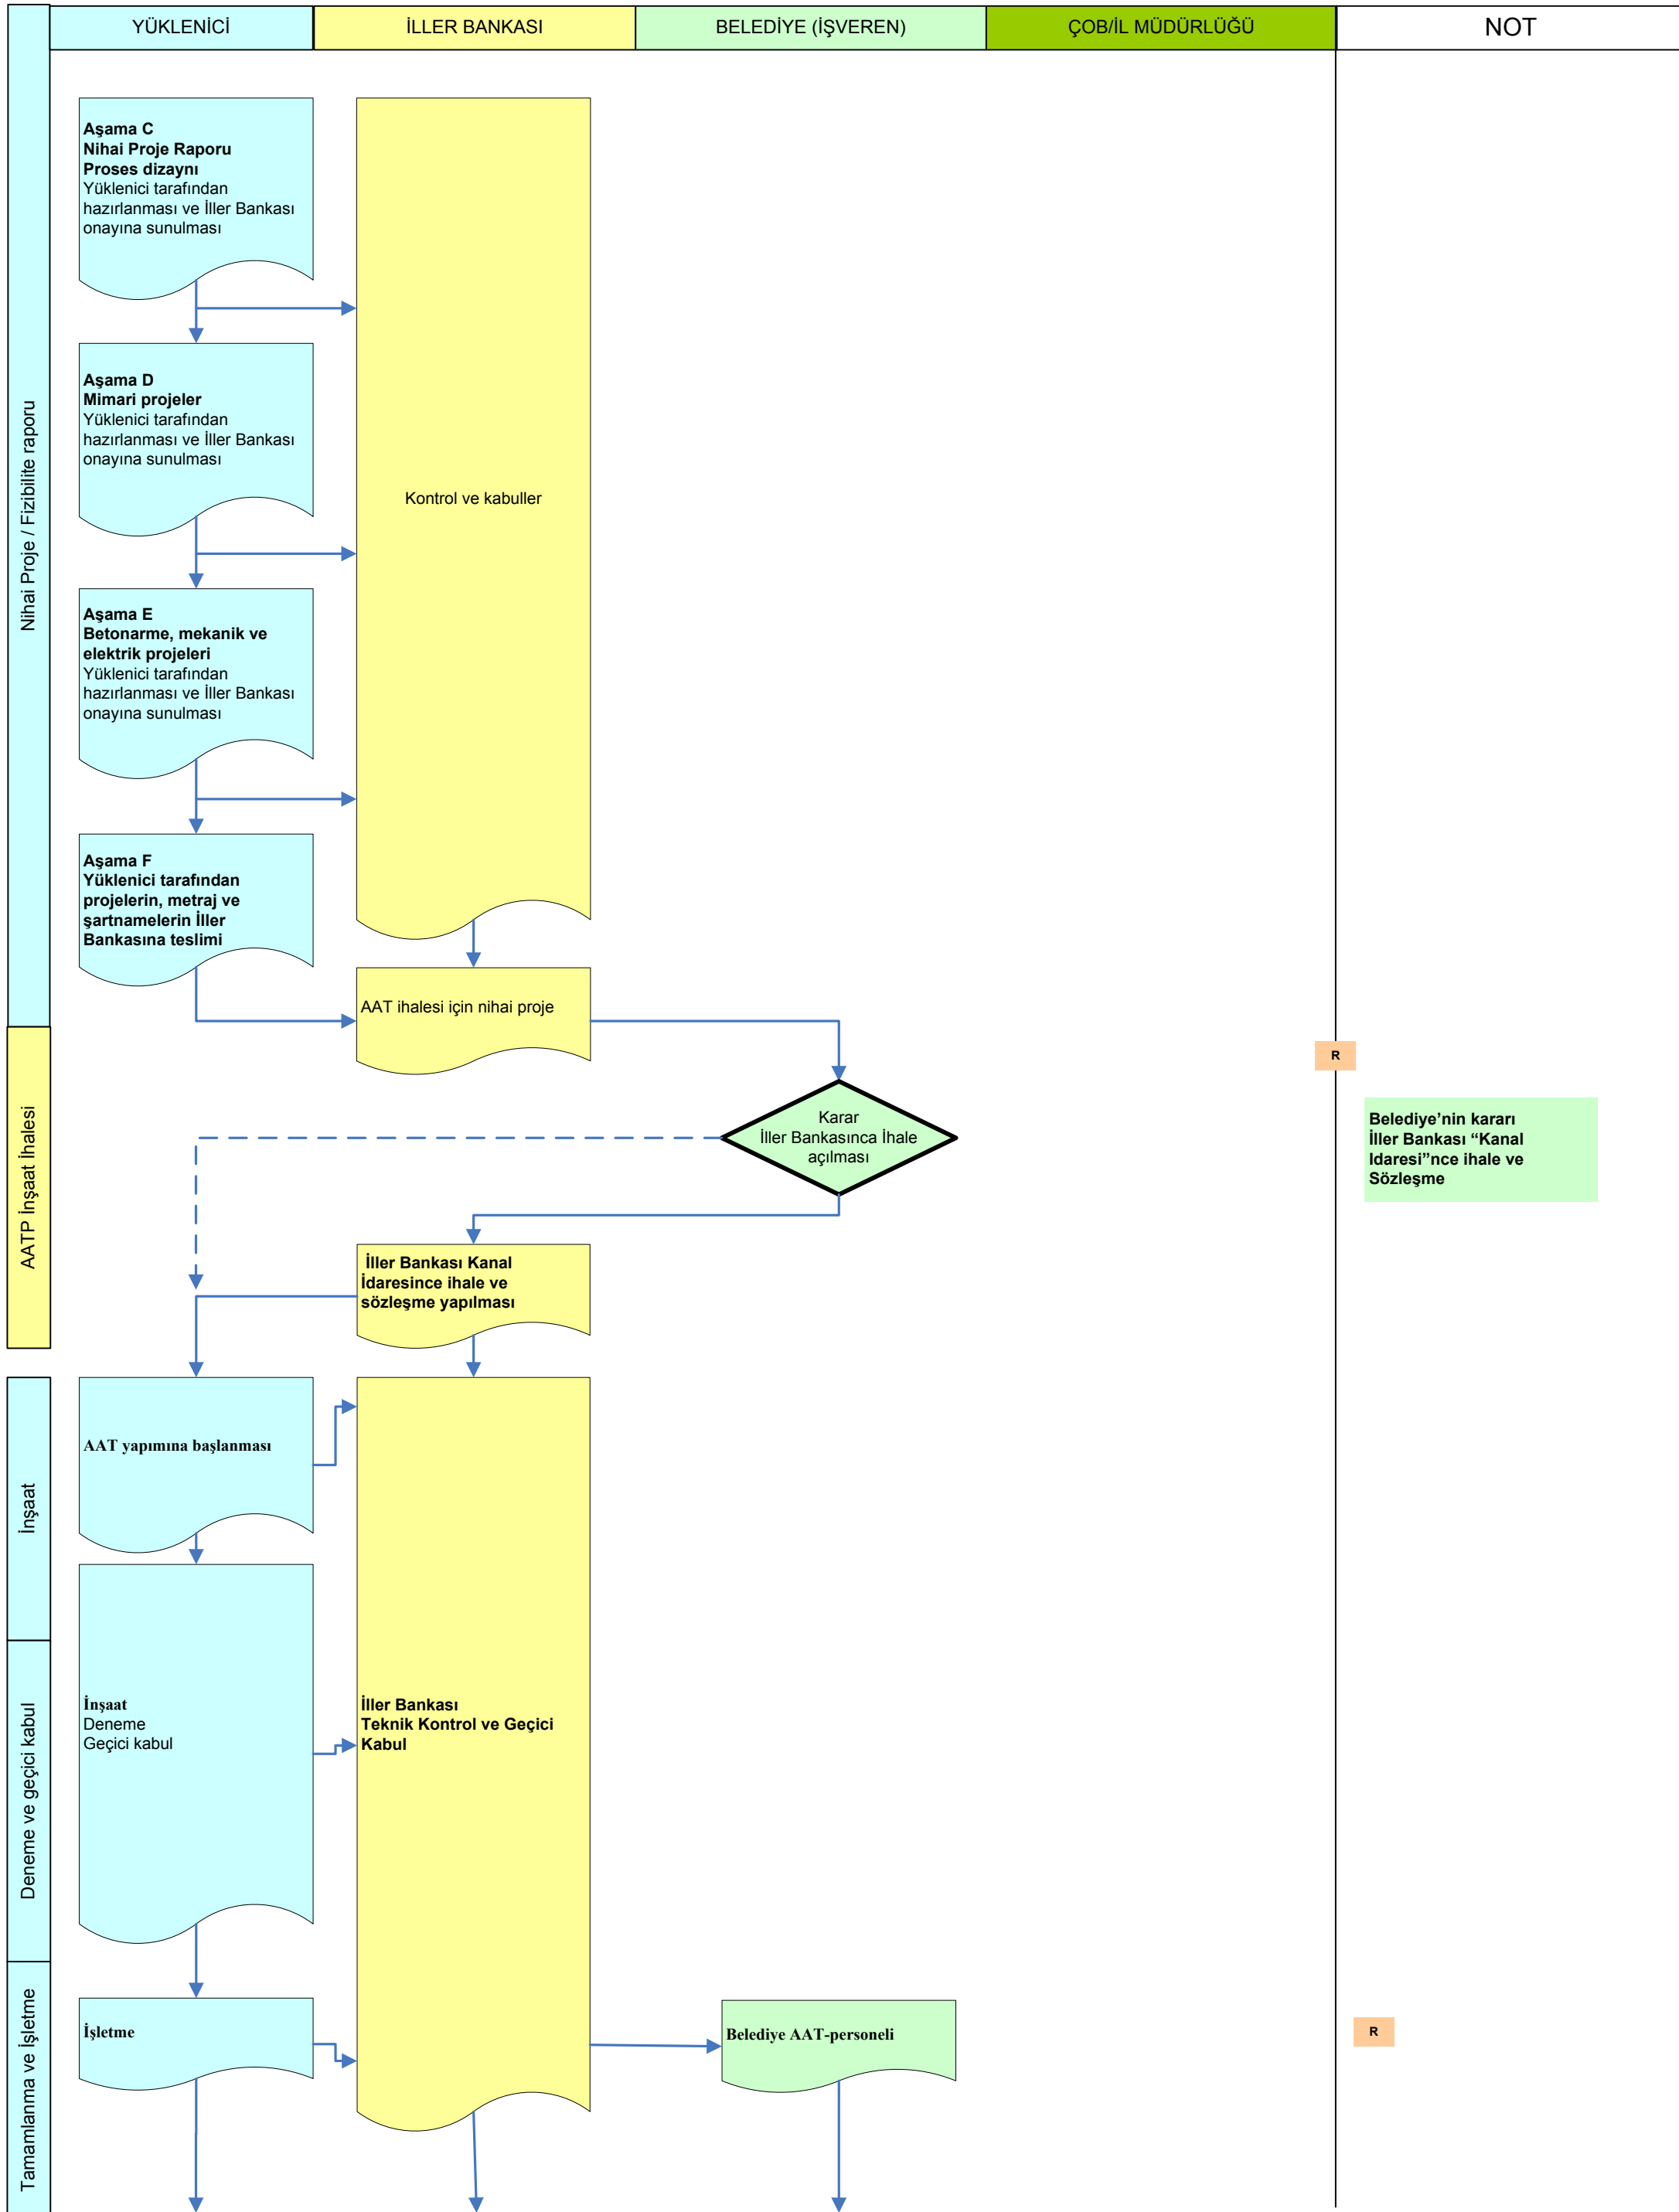 YÜKLENİCİ
İLLER BANKASI
BELEDİYE (İŞVEREN)
ÇOB/İL MÜDÜRLÜĞÜ
NOT
Nihai Proje / Fizibilite raporu
Aşama C
Nihai Proje Raporu
Proses dizaynı
Yüklenici tarafından
hazırlanması ve İller Bankası
onayına sunulması
Aşama D
Mimari projeler
Yüklenici tarafından
hazırlanması ve İller Bankası
onayına sunulması
Kontrol ve kabuller
Aşama E
Betonarme, mekanik ve
elektrik projeleri
Yüklenici tarafından
hazırlanması ve İller Bankası
onayına sunulması
Aşama F
Yüklenici tarafından
projelerin, metraj ve
şartnamelerin İller
Bankasına teslimi
AAT ihalesi için nihai proje
AATP İnşaat İhalesi
R
Karar
İller Bankasınca İhale
açılması
Belediye’nin kararı
İller Bankası “Kanal
Idaresi”nce ihale ve
Sözleşme
İller Bankası Kanal
İdaresince ihale ve
sözleşme yapılması
İnşaat
AAT yapımına başlanması
Deneme ve geçici kabul
İnşaat
Deneme
Geçici kabul
İller Bankası
Teknik Kontrol ve Geçici
Kabul
Tamamlanma ve İşletme
İşletme
Belediye AAT-personeli
R